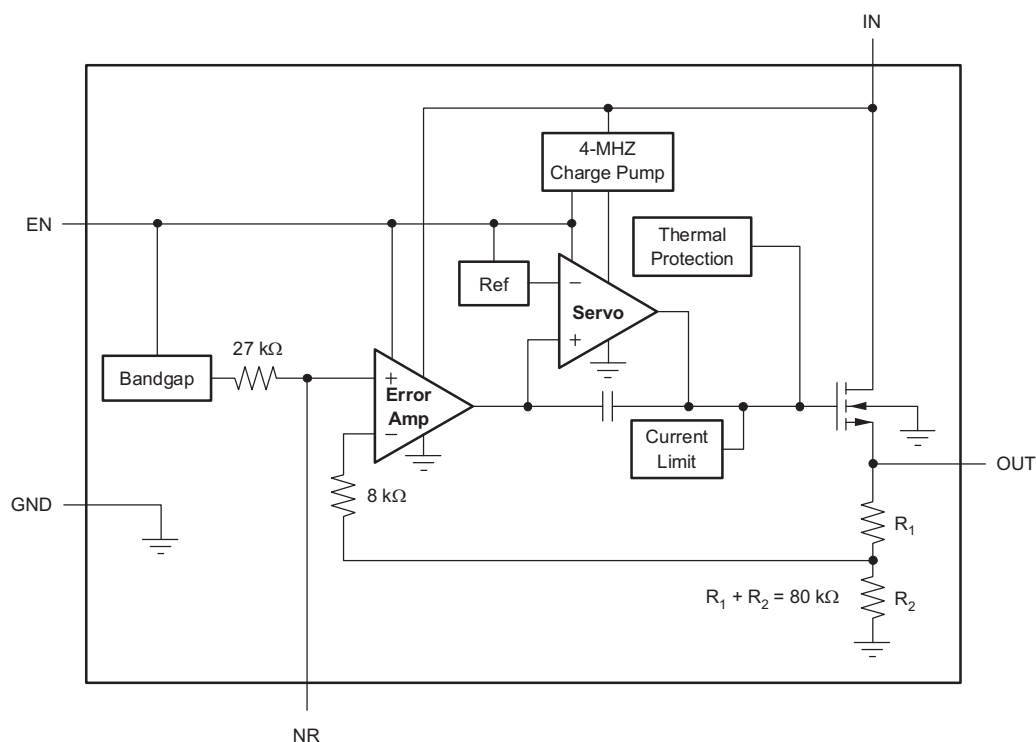 IN
4-MHZ
Charge Pump
EN
Thermal
Protection
Ref
−
Servo
+
27 kΩ
Bandgap
+
Error
Amp
−
Current
Limit
OUT
8 kΩ
GND
R1
R1 + R2 = 80 kΩ
R2
NR